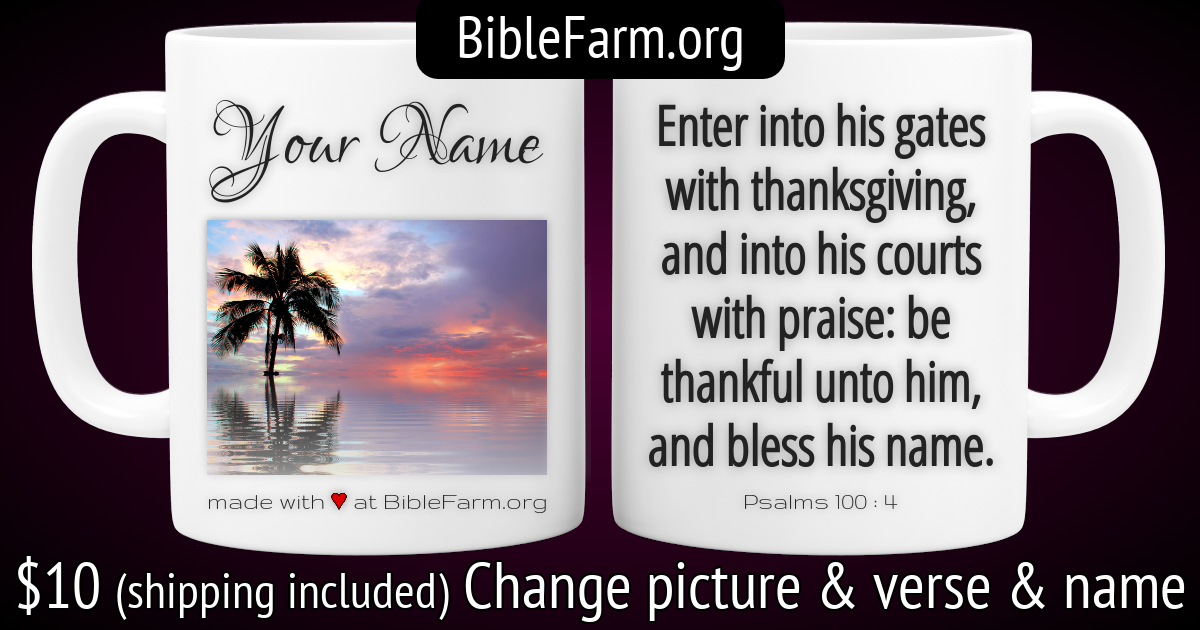 BibleFarm.org
Your Name
made with ♥ at BibleFarm.org
Enter into his gates
with thanksgiving,
and into his courts
with praise: be
thankful unto him,
and bless his name.
Psalms 100 : 4
$10 (shipping included) Change picture & verse & name